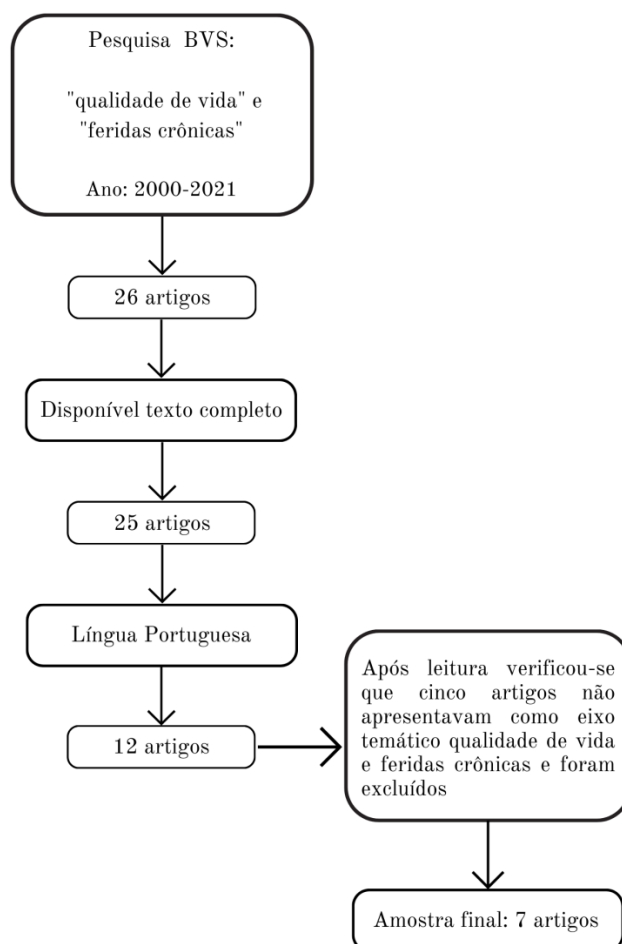 Pesquisa BVS:
"qualidade de vida" e
"feridas crônicas"
Ano: 2000-2021
26 artigos
Disponível texto completo
25 artigos
Língua Portuguesa
12 artigos
Após leitura verificou-se
que cinco artigos não
apresentavam como eixo
temático qualidade de vida
e feridas crônicas e foram
excluídos
Amostra final: 7 artigos